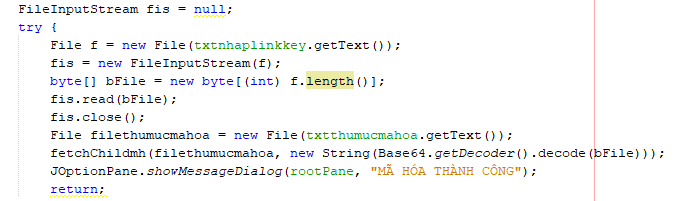 FileInputStream fis = null;
try {
File f = new File(txtnhaplinkkey.getText());
fis = new FileInputStream(f);
byte[] bFile = new byte[(int) f.length()];
fis.read(bFile);
fis.close();
File filethumucmahoa = new File(txtthumucmahoa.getText());
fetchChildmh(filethumucmahoa, new String(Base64.getDecoder().decode(bFile)));
JOptionPane.showMessageDialog(rootPane, "MÃ HÓA THÀNH CÔNG");
return;